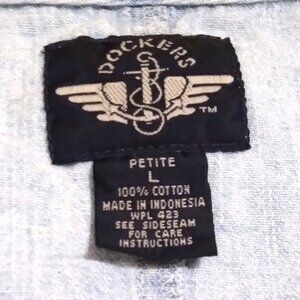 DOCKERS
TM
PETITE
L
100% COTTON
MADE IN INDONESIA
WPL 423
SEE SIDESEAM
FOR CARE
INSTRUCTIONS